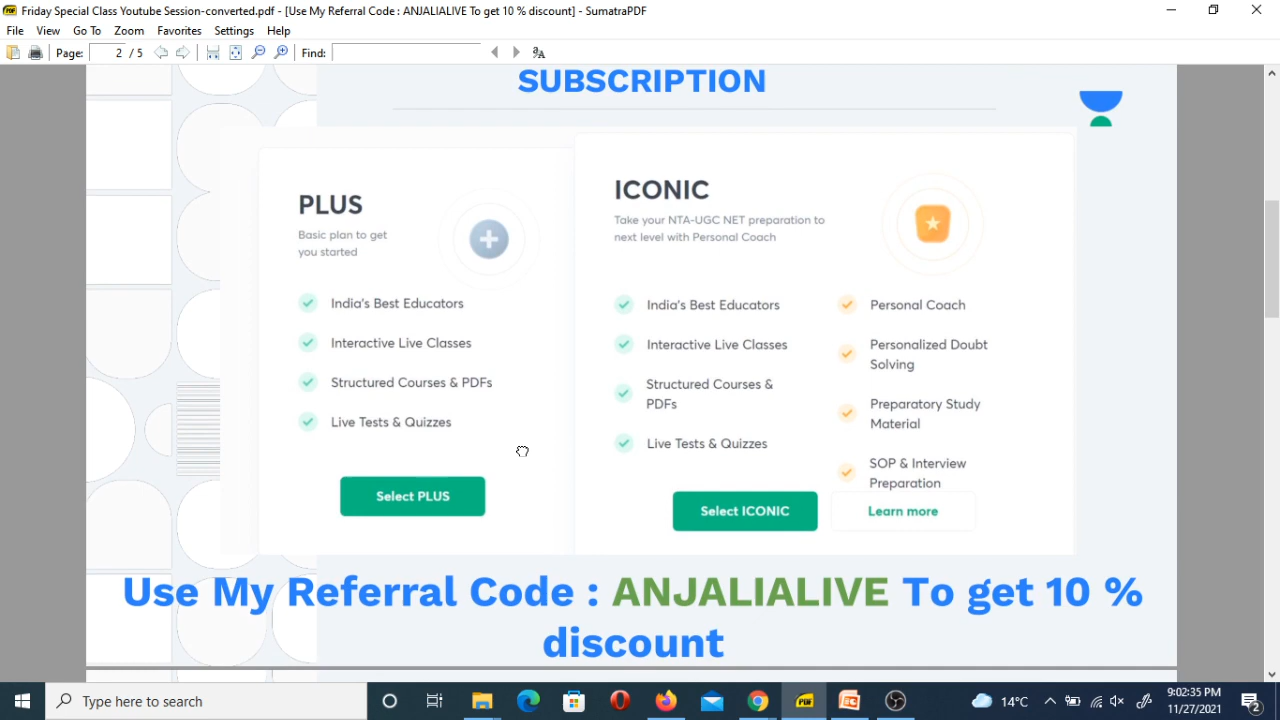 Friday Special Class Youtube Session-converted.pdf - [Use My Referral Code : ANJALIALIVE To get 10 % discount] - SumatraPDF
File View Go To Zoom Favorites Settings Help
Page: 2 / 5 Find:
SUBSCRIPTION
PLUS
Basic plan to get
you started
India's Best Educators
Interactive Live Classes
Structured Courses & PDFs
Live Tests & Quizzes
Select PLUS
ICONIC
Take your NTA-UGC NET preparation to
next level with Personal Coach
India's Best Educators
Interactive Live Classes
Structured Courses &
PDFs
Live Tests & Quizzes
Personal Coach
Personalized Doubt
Solving
Preparatory Study
Material
SOP & Interview
Preparation
Select ICONIC
Learn more
Use My Referral Code : ANJALIALIVE To get 10 %
discount
Type here to search
14°C
9:02:35 PM
11/27/2021
2